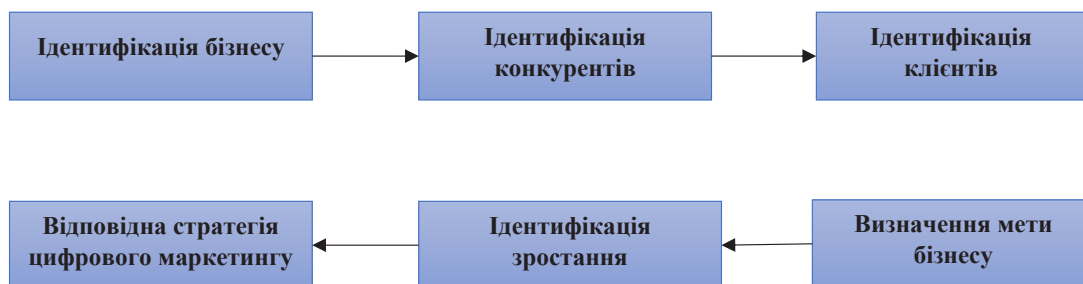 Ідентифікація бізнесу
Ідентифікація
конкурентів
Ідентифікація
клієнтів
Відповідна стратегія
цифрового маркетингу
Ідентифікація
зростання
Визначення мети
бізнесу